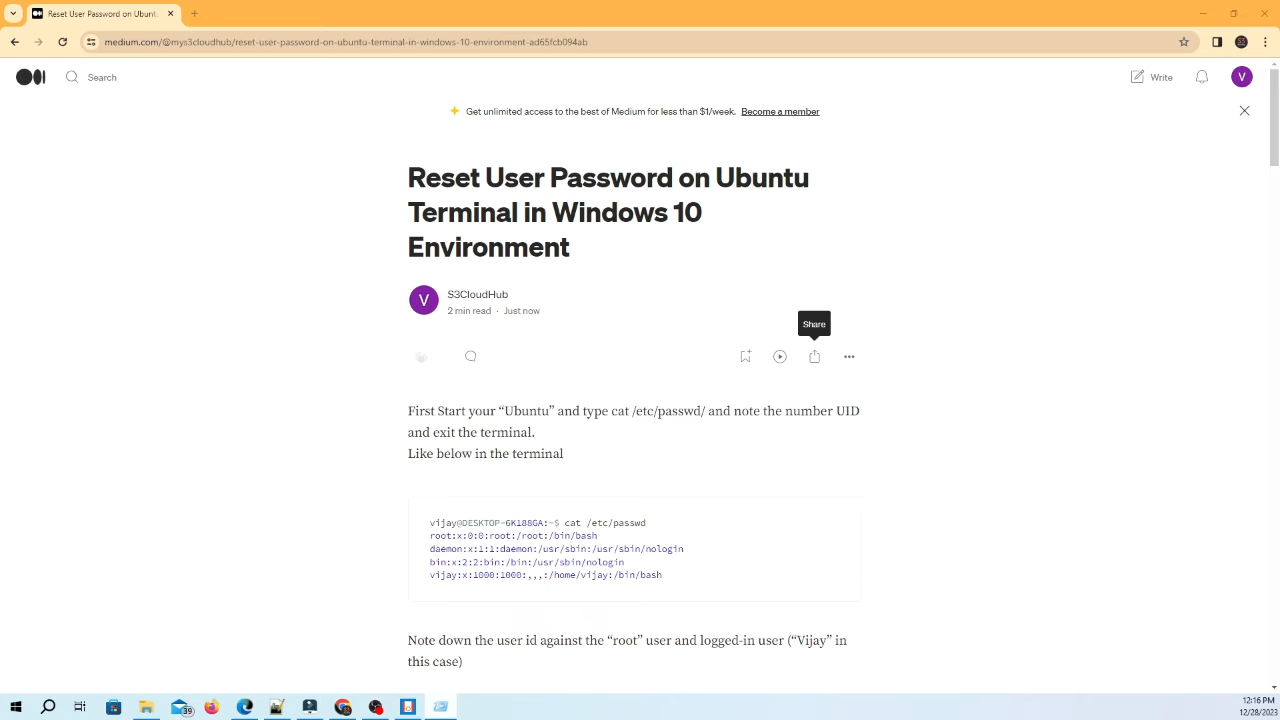 Reset User Password on Ubuntu
medium.com/@mys3cloudhub/reset-user-password-on-ubuntu-terminal-in-windows-10-environment-ad65fcb094ab
Search
Write
V
Get unlimited access to the best of Medium for less than $1/week. Become a member
Reset User Password on Ubuntu
Terminal in Windows 10
Environment
V
S3CloudHub
2 min read · Just now
Share
First Start your “Ubuntu” and type cat /etc/passwd/ and note the number UID
and exit the terminal.
Like below in the terminal
vijay@DESKTOP-6K188GA:~$ cat /etc/passwd
root:x:0:0:root:/root:/bin/bash
daemon:x:1:1:daemon:/usr/sbin:/usr/sbin/nologin
bin:x:2:2:bin:/bin:/usr/sbin/nologin
vijay:x:1000:1000:,,,:/home/vijay:/bin/bash
Note down the user id against the “root” user and logged-in user (“Vijay” in
this case)
39
12:16 PM
12/28/2023